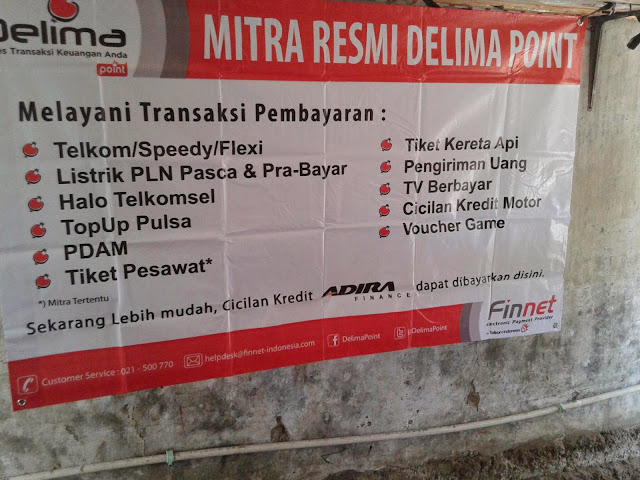 Delima
es Transaksi Keuangan Anda
point
MITRA RESMI DELIMA POINT
Melayani Transaksi Pembayaran :
Telkom/Speedy/Flexi
Listrik PLN Pasca & Pra-Bayar
Halo Telkomsel
TopUp Pulsa
PDAM
Tiket Pesawat*
*) Mitra Tertentu
Tiket Kereta Api
Pengiriman Uang
TV Berbayar
Cicilan Kredit Motor
Voucher Game
Sekarang Lebih mudah, Cicilan Kredit ADIRA FINANCE dapat dibayarkan disini.
Finnet
electronic Payment Provider
Customer Service : 021 - 500 770 helpdesk@finnet-indonesia.com DelimaPoint @DelimaPoint